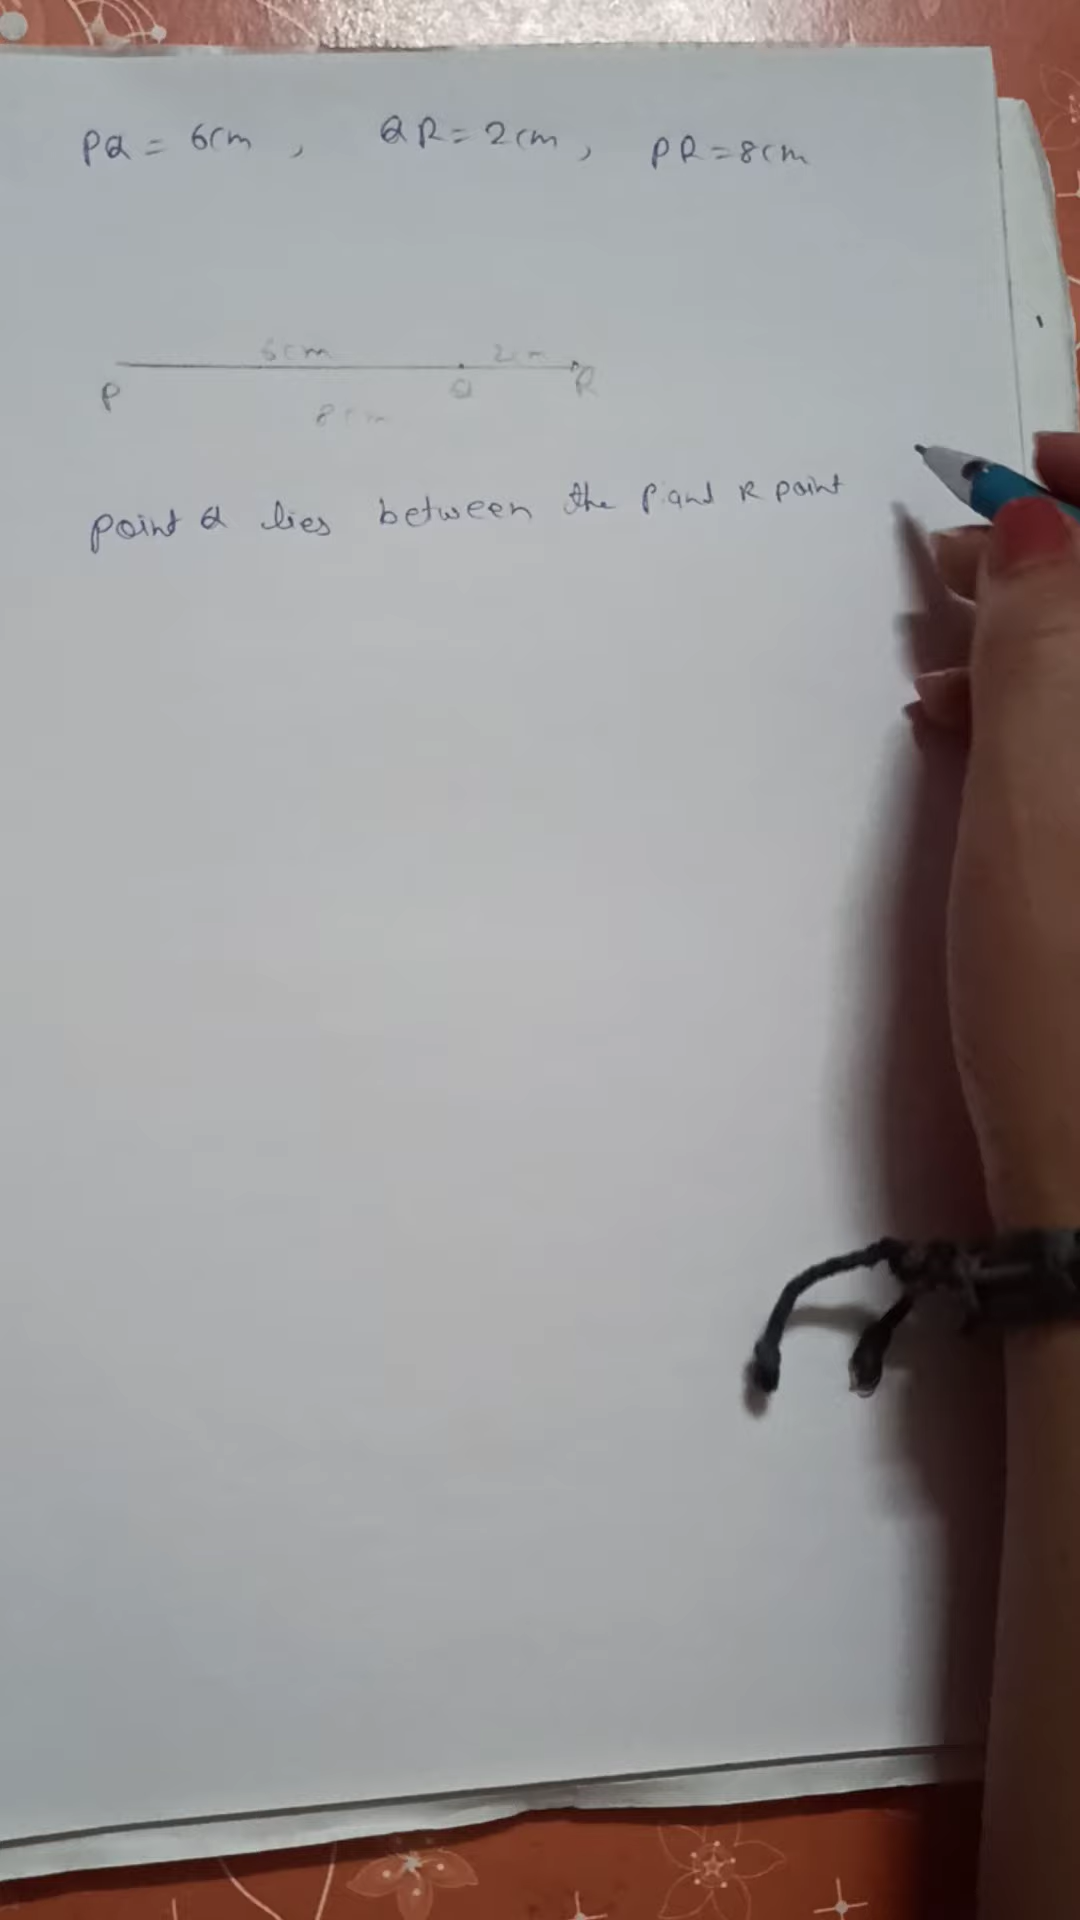 PQ = 6cm , QR = 2cm , PR = 8cm
6cm 2cm
P Q R
8cm
point Q lies between the P and R point